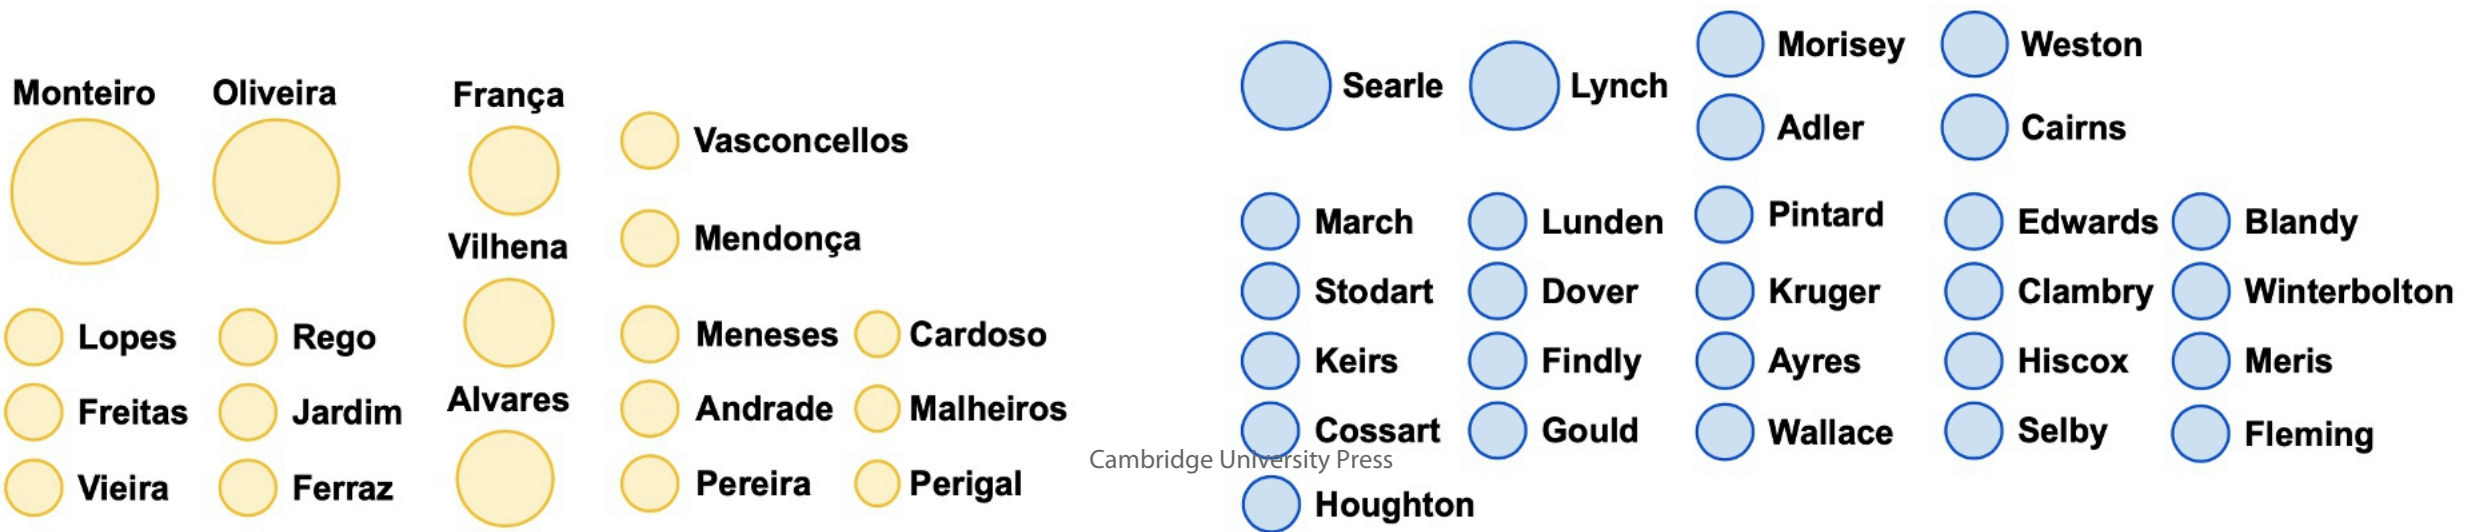 Monteiro
Oliveira
França
Vilhena
Alvares
Lopes
Rego
Freitas
Jardim
Vieira
Ferraz
Vasconcellos
Mendonça
Meneses
Cardoso
Andrade
Malheiros
Pereira
Perigal
Searle
Lynch
Morisey
Weston
Adler
Cairns
March
Lunden
Pintard
Edwards
Blandy
Stodart
Dover
Kruger
Clambry
Winterbolton
Keirs
Findly
Ayres
Hiscox
Meris
Cossart
Gould
Wallace
Selby
Fleming
Houghton
Cambridge University Press